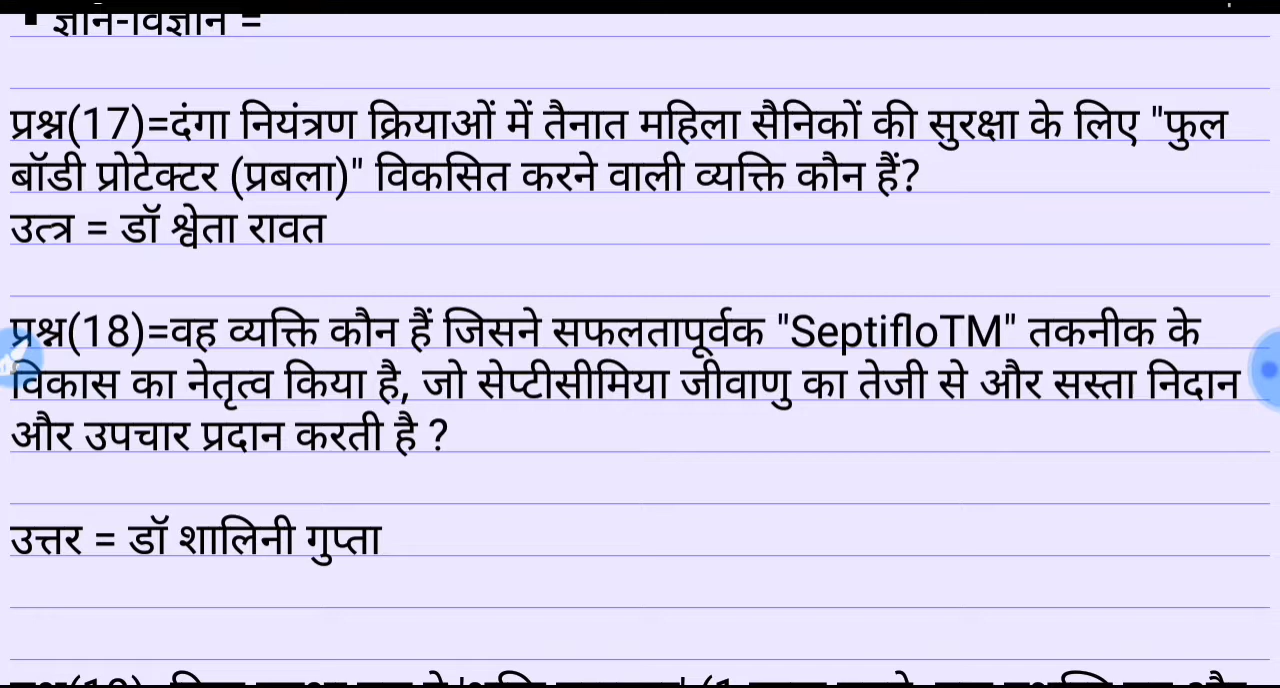 ▪ ज्ञान-विज्ञान =
प्रश्न(17)=दंगा नियंत्रण क्रियाओं में तैनात महिला सैनिकों की सुरक्षा के लिए "फुल
बॉडी प्रोटेक्टर (प्रबला)" विकसित करने वाली व्यक्ति कौन हैं?
उत्त्र = डॉ श्वेता रावत
प्रश्न(18)=वह व्यक्ति कौन हैं जिसने सफलतापूर्वक "SeptifloTM" तकनीक के
विकास का नेतृत्व किया है, जो सेप्टीसीमिया जीवाणु का तेजी से और सस्ता निदान
और उपचार प्रदान करती है ?
उत्तर = डॉ शालिनी गुप्ता